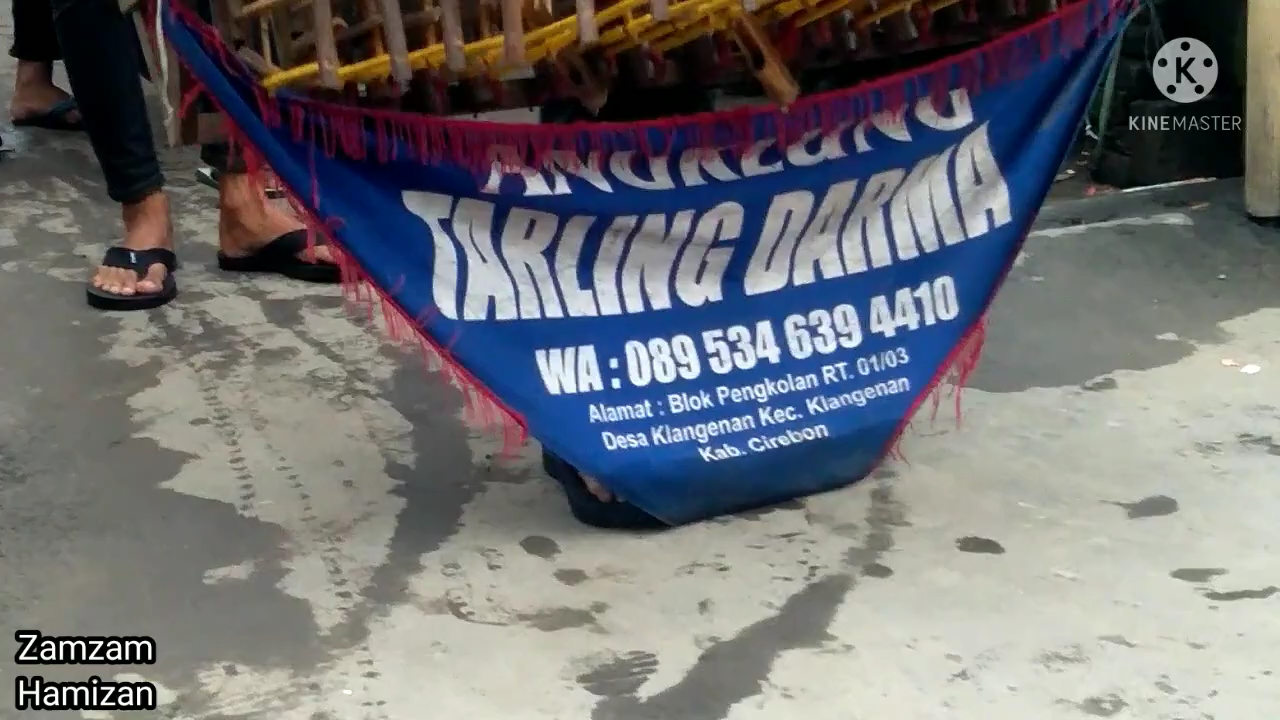 ANGKLUNG
TARLING DARMA
WA : 089 534 639 4410
Alamat : Blok Pengkolan RT. 01/03
Desa Klangenan Kec. Klangenan
Kab. Cirebon
KINEMASTER
Zamzam
Hamizan